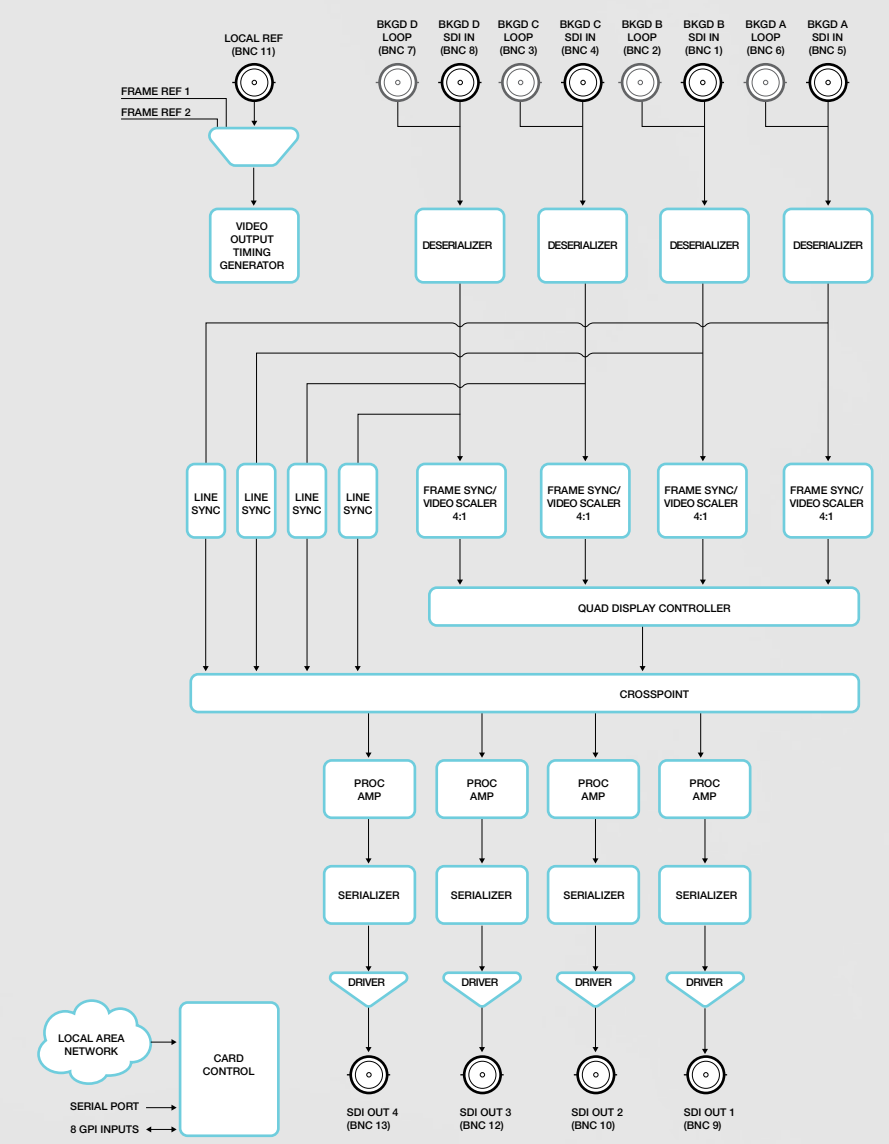 LOCAL REF
(BNC 11)
BKGD D
LOOP
(BNC 7)
BKGD D
SDI IN
(BNC 8)
BKGD C
LOOP
(BNC 3)
BKGD C
SDI IN
(BNC 4)
BKGD B
LOOP
(BNC 2)
BKGD B
SDI IN
(BNC 1)
BKGD A
LOOP
(BNC 6)
BKGD A
SDI IN
(BNC 5)
FRAME REF 1
FRAME REF 2
VIDEO
OUTPUT
TIMING
GENERATOR
DESERIALIZER
DESERIALIZER
DESERIALIZER
DESERIALIZER
LINE
SYNC
LINE
SYNC
LINE
SYNC
LINE
SYNC
FRAME SYNC/
VIDEO SCALER
4:1
FRAME SYNC/
VIDEO SCALER
4:1
FRAME SYNC/
VIDEO SCALER
4:1
FRAME SYNC/
VIDEO SCALER
4:1
QUAD DISPLAY CONTROLLER
CROSSPOINT
PROC
AMP
PROC
AMP
PROC
AMP
PROC
AMP
SERIALIZER
SERIALIZER
SERIALIZER
SERIALIZER
DRIVER
DRIVER
DRIVER
DRIVER
LOCAL AREA
NETWORK
CARD
CONTROL
SERIAL PORT
8 GPI INPUTS
SDI OUT 4
(BNC 13)
SDI OUT 3
(BNC 12)
SDI OUT 2
(BNC 10)
SDI OUT 1
(BNC 9)